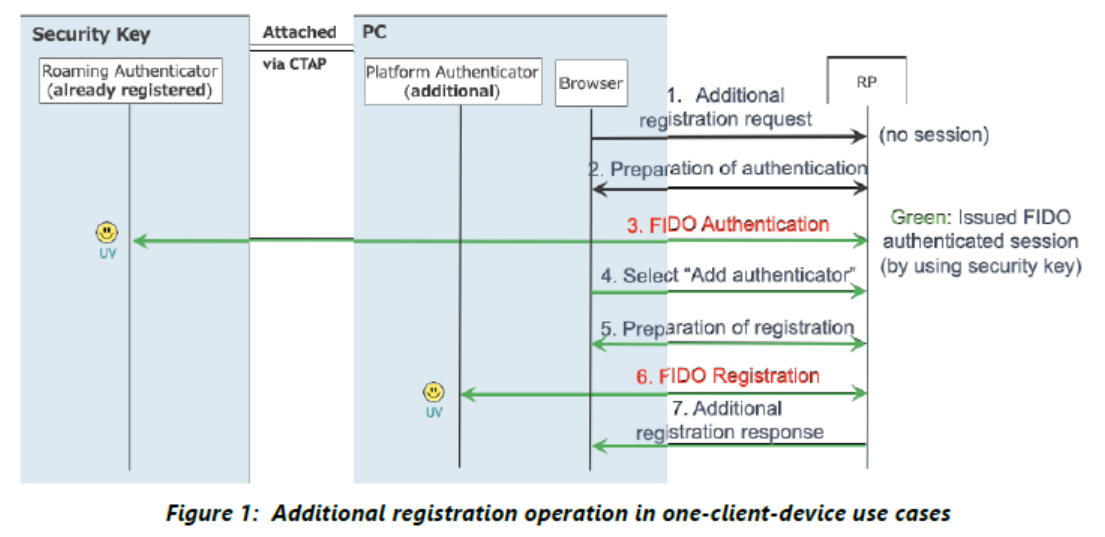 Security Key
Attached
PC
via CTAP
Roaming Authenticator
(already registered)
Platform Authenticator
(additional)
Browser
RP
1. Additional
registration request
(no session)
2. Preparation of authentication
3. FIDO Authentication
UV
Green: Issued FIDO
authenticated session
(by using security key)
4. Select “Add authenticator”
5. Preparation of registration
6. FIDO Registration
UV
7. Additional
registration response
Figure 1: Additional registration operation in one-client-device use cases